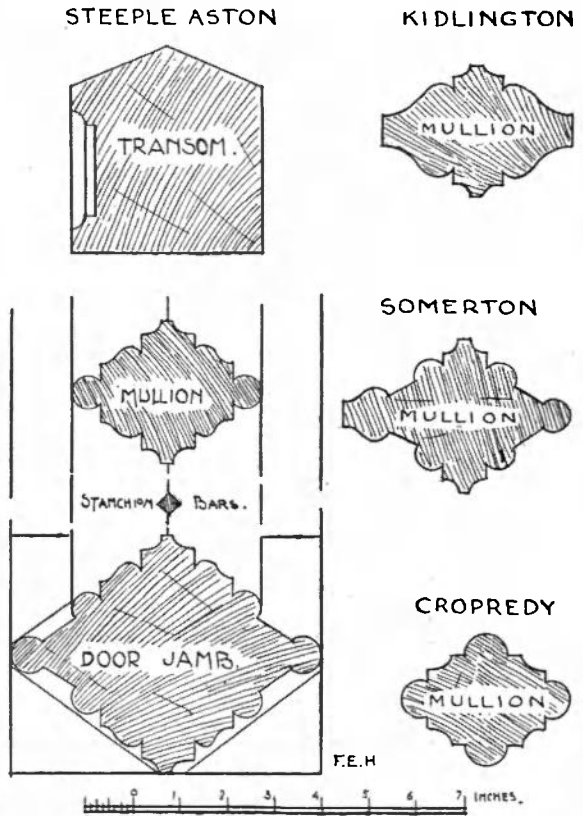 STEEPLE ASTON
KIDLINGTON
TRANSOM.
MULLION
SOMERTON
MULLION
MULLION
STANCHION BARS.
CROPREDY
DOOR JAMB.
MULLION
F.E.H
0 1 2 3 4 5 6 7 INCHES.